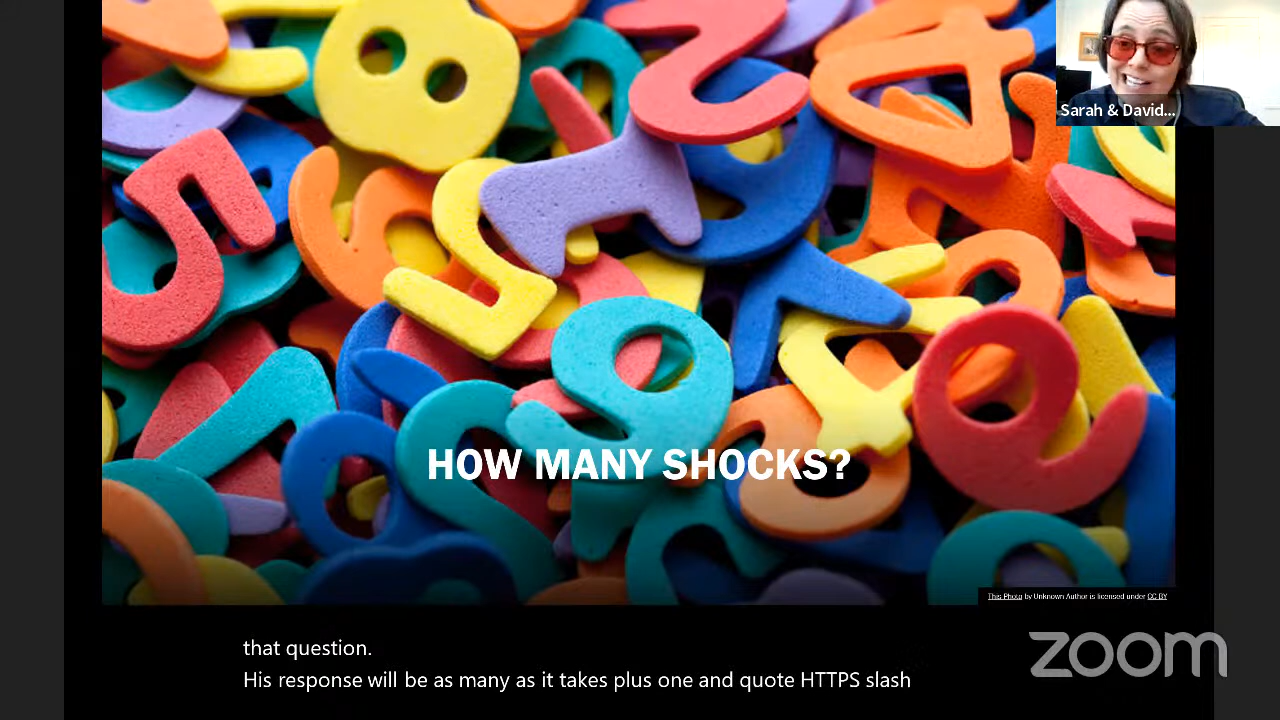 Sarah & David...
HOW MANY SHOCKS?
This Photo by Unknown Author is licensed under CC BY
that question.
His response will be as many as it takes plus one and quote HTTPS slash
zoom